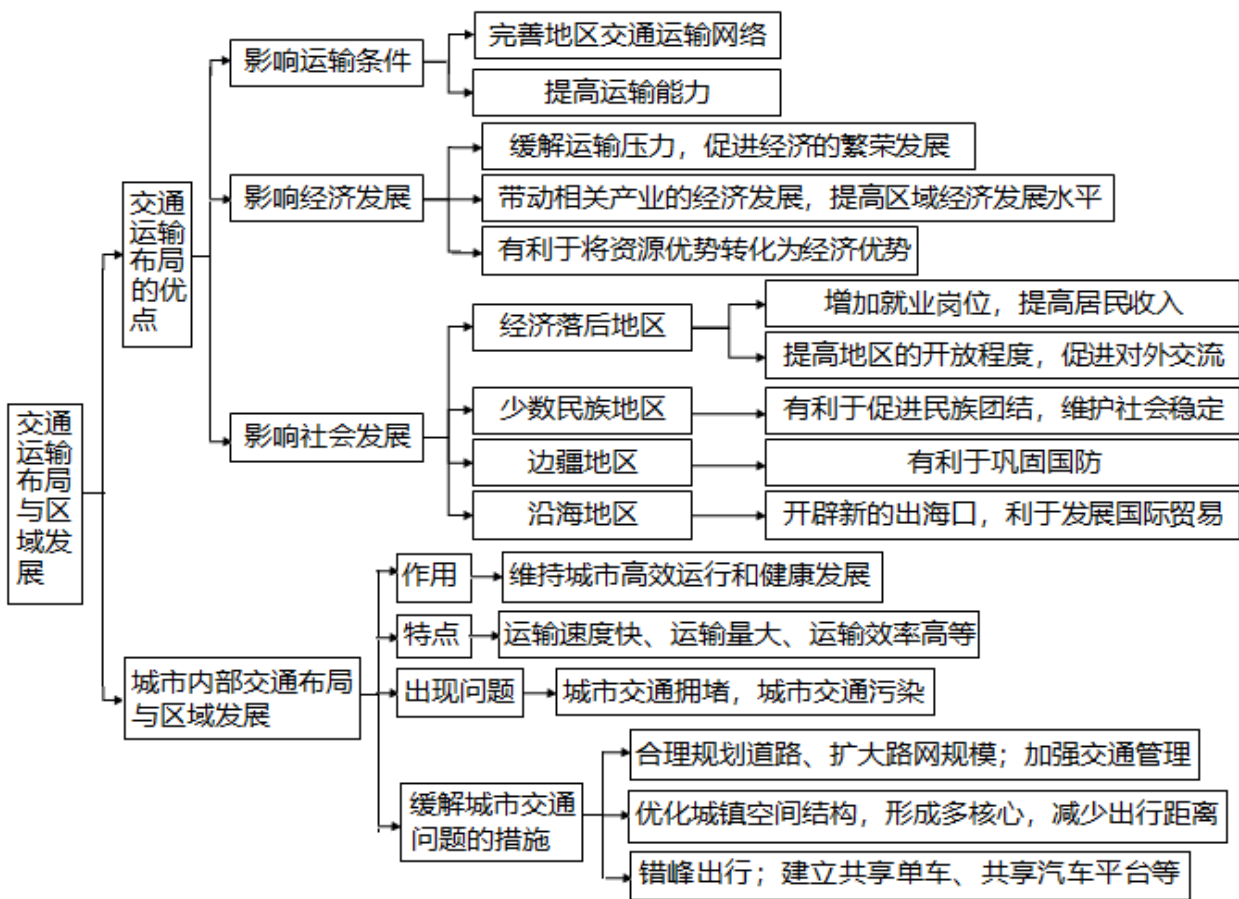 交通
运输
布局
与区
域发
展
交通
运输
布局
的优
点
影响运输条件
完善地区交通运输网络
提高运输能力
影响经济发展
缓解运输压力，促进经济的繁荣发展
带动相关产业的经济发展，提高区域经济发展水平
有利于将资源优势转化为经济优势
影响社会发展
经济落后地区
增加就业岗位，提高居民收入
提高地区的开放程度，促进对外交流
少数民族地区
有利于促进民族团结，维护社会稳定
边疆地区
有利于巩固国防
沿海地区
开辟新的出海口，利于发展国际贸易
城市内部交通布局
与区域发展
作用
维持城市高效运行和健康发展
特点
运输速度快、运输量大、运输效率高等
出现问题
城市交通拥堵，城市交通污染
缓解城市交通
问题的措施
合理规划道路、扩大路网规模；加强交通管理
优化城镇空间结构，形成多核心，减少出行距离
错峰出行；建立共享单车、共享汽车平台等